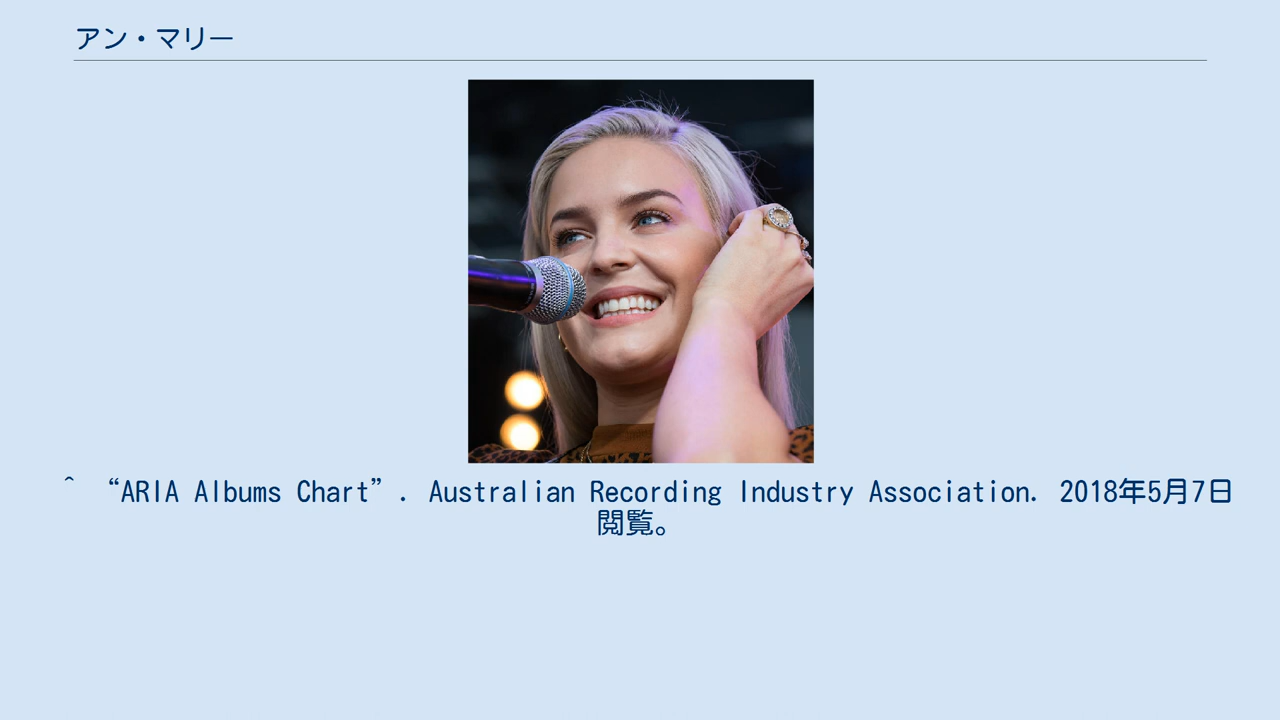 アン・マリー
^ “ARIA Albums Chart”. Australian Recording Industry Association. 2018年5月7日
閲覧。